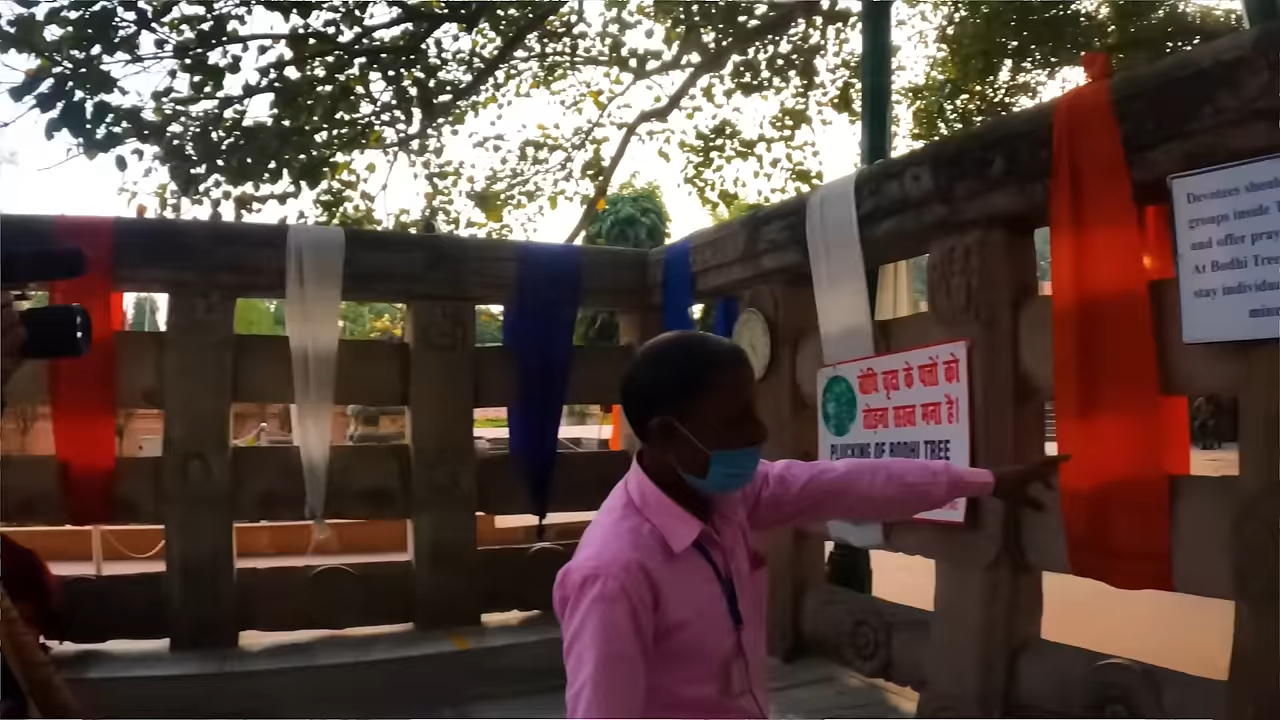 बोधि वृक्ष के पत्तों को
तोड़ना सख्त मना है।
PLUCKING OF BODHI TREE
Devotees should
groups inside
and offer pray
At Bodhi Tree
stay individu
minu